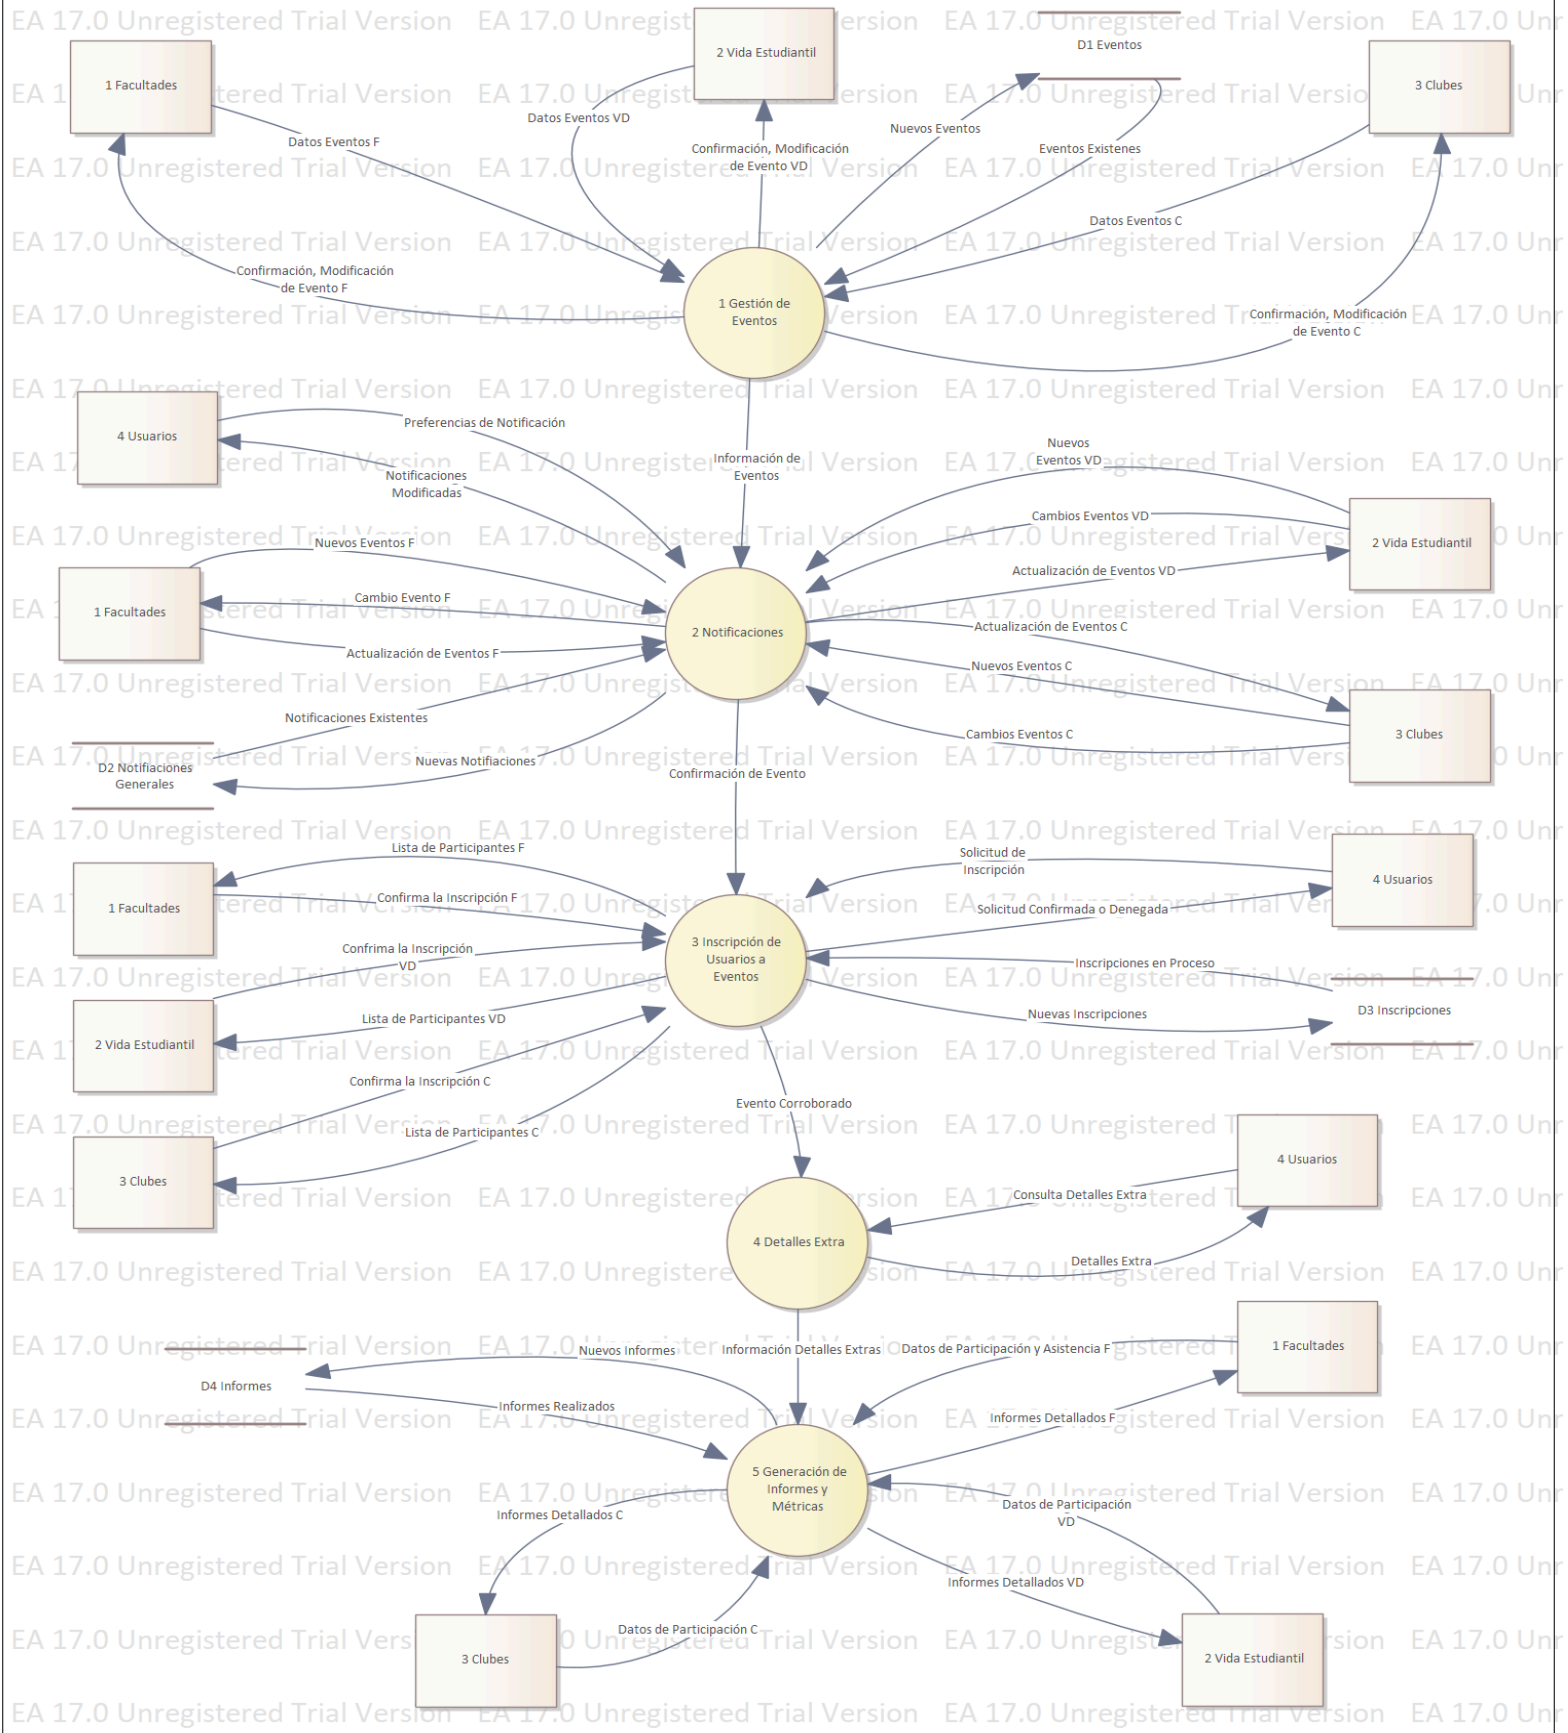 EA 17.0 Unregistered Trial Version
1 Facultades
2 Vida Estudiantil
D1 Eventos
3 Clubes
Datos Eventos F
Datos Eventos VD
Confirmación, Modificación
de Evento VD
Nuevos Eventos
Eventos Existenes
Datos Eventos C
Confirmación, Modificación
de Evento F
1 Gestión de
Eventos
Confirmación, Modificación
de Evento C
4 Usuarios
Preferencias de Notificación
Notificaciones
Modificadas
Información de
Eventos
Nuevos
Eventos VD
Cambios Eventos VD
2 Vida Estudiantil
Actualización de Eventos VD
Nuevos Eventos F
1 Facultades
Cambio Evento F
Actualización de Eventos F
2 Notificaciones
Actualización de Eventos C
Nuevos Eventos C
Cambios Eventos C
3 Clubes
Notificaciones Existentes
D2 Notifiaciones
Generales
Nuevas Notifiaciones
Confirmación de Evento
Lista de Participantes F
1 Facultades
Confirma la Inscripción F
Solicitud de
Inscripción
4 Usuarios
Solicitud Confirmada o Denegada
Confrima la Inscripción
VD
3 Inscripción de
Usuarios a
Eventos
Inscripciones en Proceso
D3 Inscripciones
Nuevas Inscripciones
2 Vida Estudiantil
Lista de Participantes VD
Confirma la Inscripción C
Evento Corroborado
Lista de Participantes C
3 Clubes
4 Usuarios
Consulta Detalles Extra
4 Detalles Extra
Detalles Extra
Nuevos Informes
Información Detalles Extras
Datos de Participación y Asistencia F
1 Facultades
D4 Informes
Informes Realizados
Informes Detallados F
5 Generación de
Informes y
Métricas
Informes Detallados C
Datos de Participación
VD
Informes Detallados VD
Datos de Participación C
3 Clubes
2 Vida Estudiantil